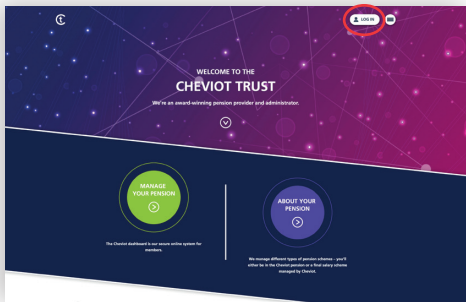 LOG IN
WELCOME TO THE
CHEVIOT TRUST
We're an award-winning pension provider and administrator.
MANAGE
YOUR PENSION
The Cheviot dashboard is our secure online system for
members.
ABOUT YOUR
PENSION
We manage different types of pension schemes – you'll
either be in the Cheviot pension or a final salary scheme
managed by Cheviot.